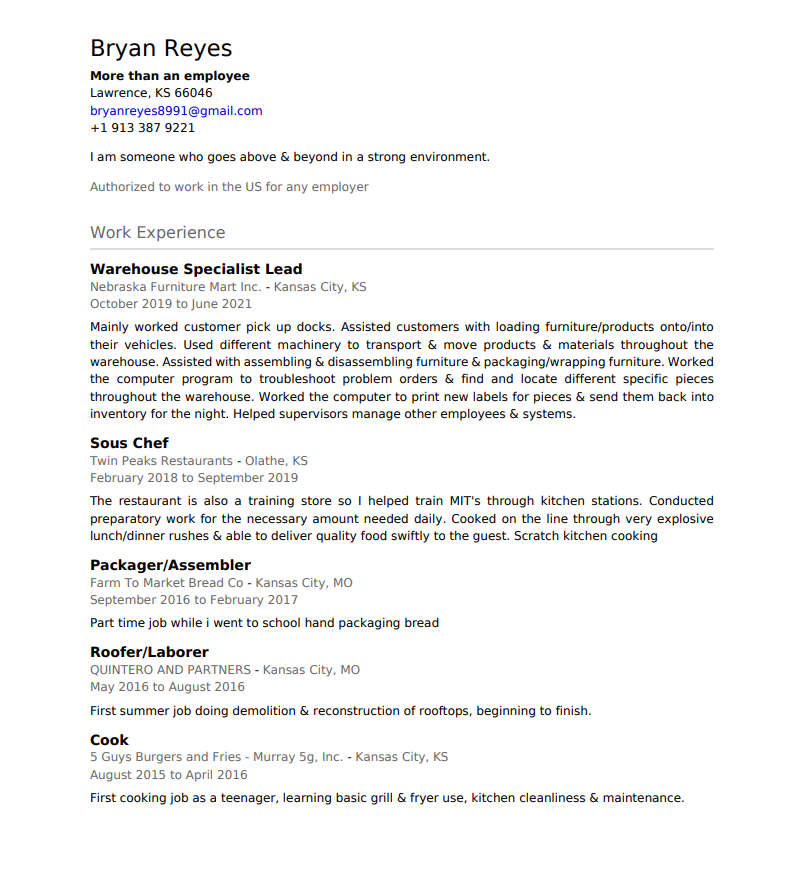 Bryan Reyes
More than an employee
Lawrence, KS 66046
bryanreyes8991@gmail.com
+1 913 387 9221
I am someone who goes above & beyond in a strong environment.
Authorized to work in the US for any employer
Work Experience
Warehouse Specialist Lead
Nebraska Furniture Mart Inc. - Kansas City, KS
October 2019 to June 2021
Mainly worked customer pick up docks. Assisted customers with loading furniture/products onto/into
their vehicles. Used different machinery to transport & move products & materials throughout the
warehouse. Assisted with assembling & disassembling furniture & packaging/wrapping furniture. Worked
the computer program to troubleshoot problem orders & find and locate different specific pieces
throughout the warehouse. Worked the computer to print new labels for pieces & send them back into
inventory for the night. Helped supervisors manage other employees & systems.
Sous Chef
Twin Peaks Restaurants - Olathe, KS
February 2018 to September 2019
The restaurant is also a training store so I helped train MIT's through kitchen stations. Conducted
preparatory work for the necessary amount needed daily. Cooked on the line through very explosive
lunch/dinner rushes & able to deliver quality food swiftly to the guest. Scratch kitchen cooking
Packager/Assembler
Farm To Market Bread Co - Kansas City, MO
September 2016 to February 2017
Part time job while i went to school hand packaging bread
Roofer/Laborer
QUINTERO AND PARTNERS - Kansas City, MO
May 2016 to August 2016
First summer job doing demolition & reconstruction of rooftops, beginning to finish.
Cook
5 Guys Burgers and Fries - Murray 5g, Inc. - Kansas City, KS
August 2015 to April 2016
First cooking job as a teenager, learning basic grill & fryer use, kitchen cleanliness & maintenance.